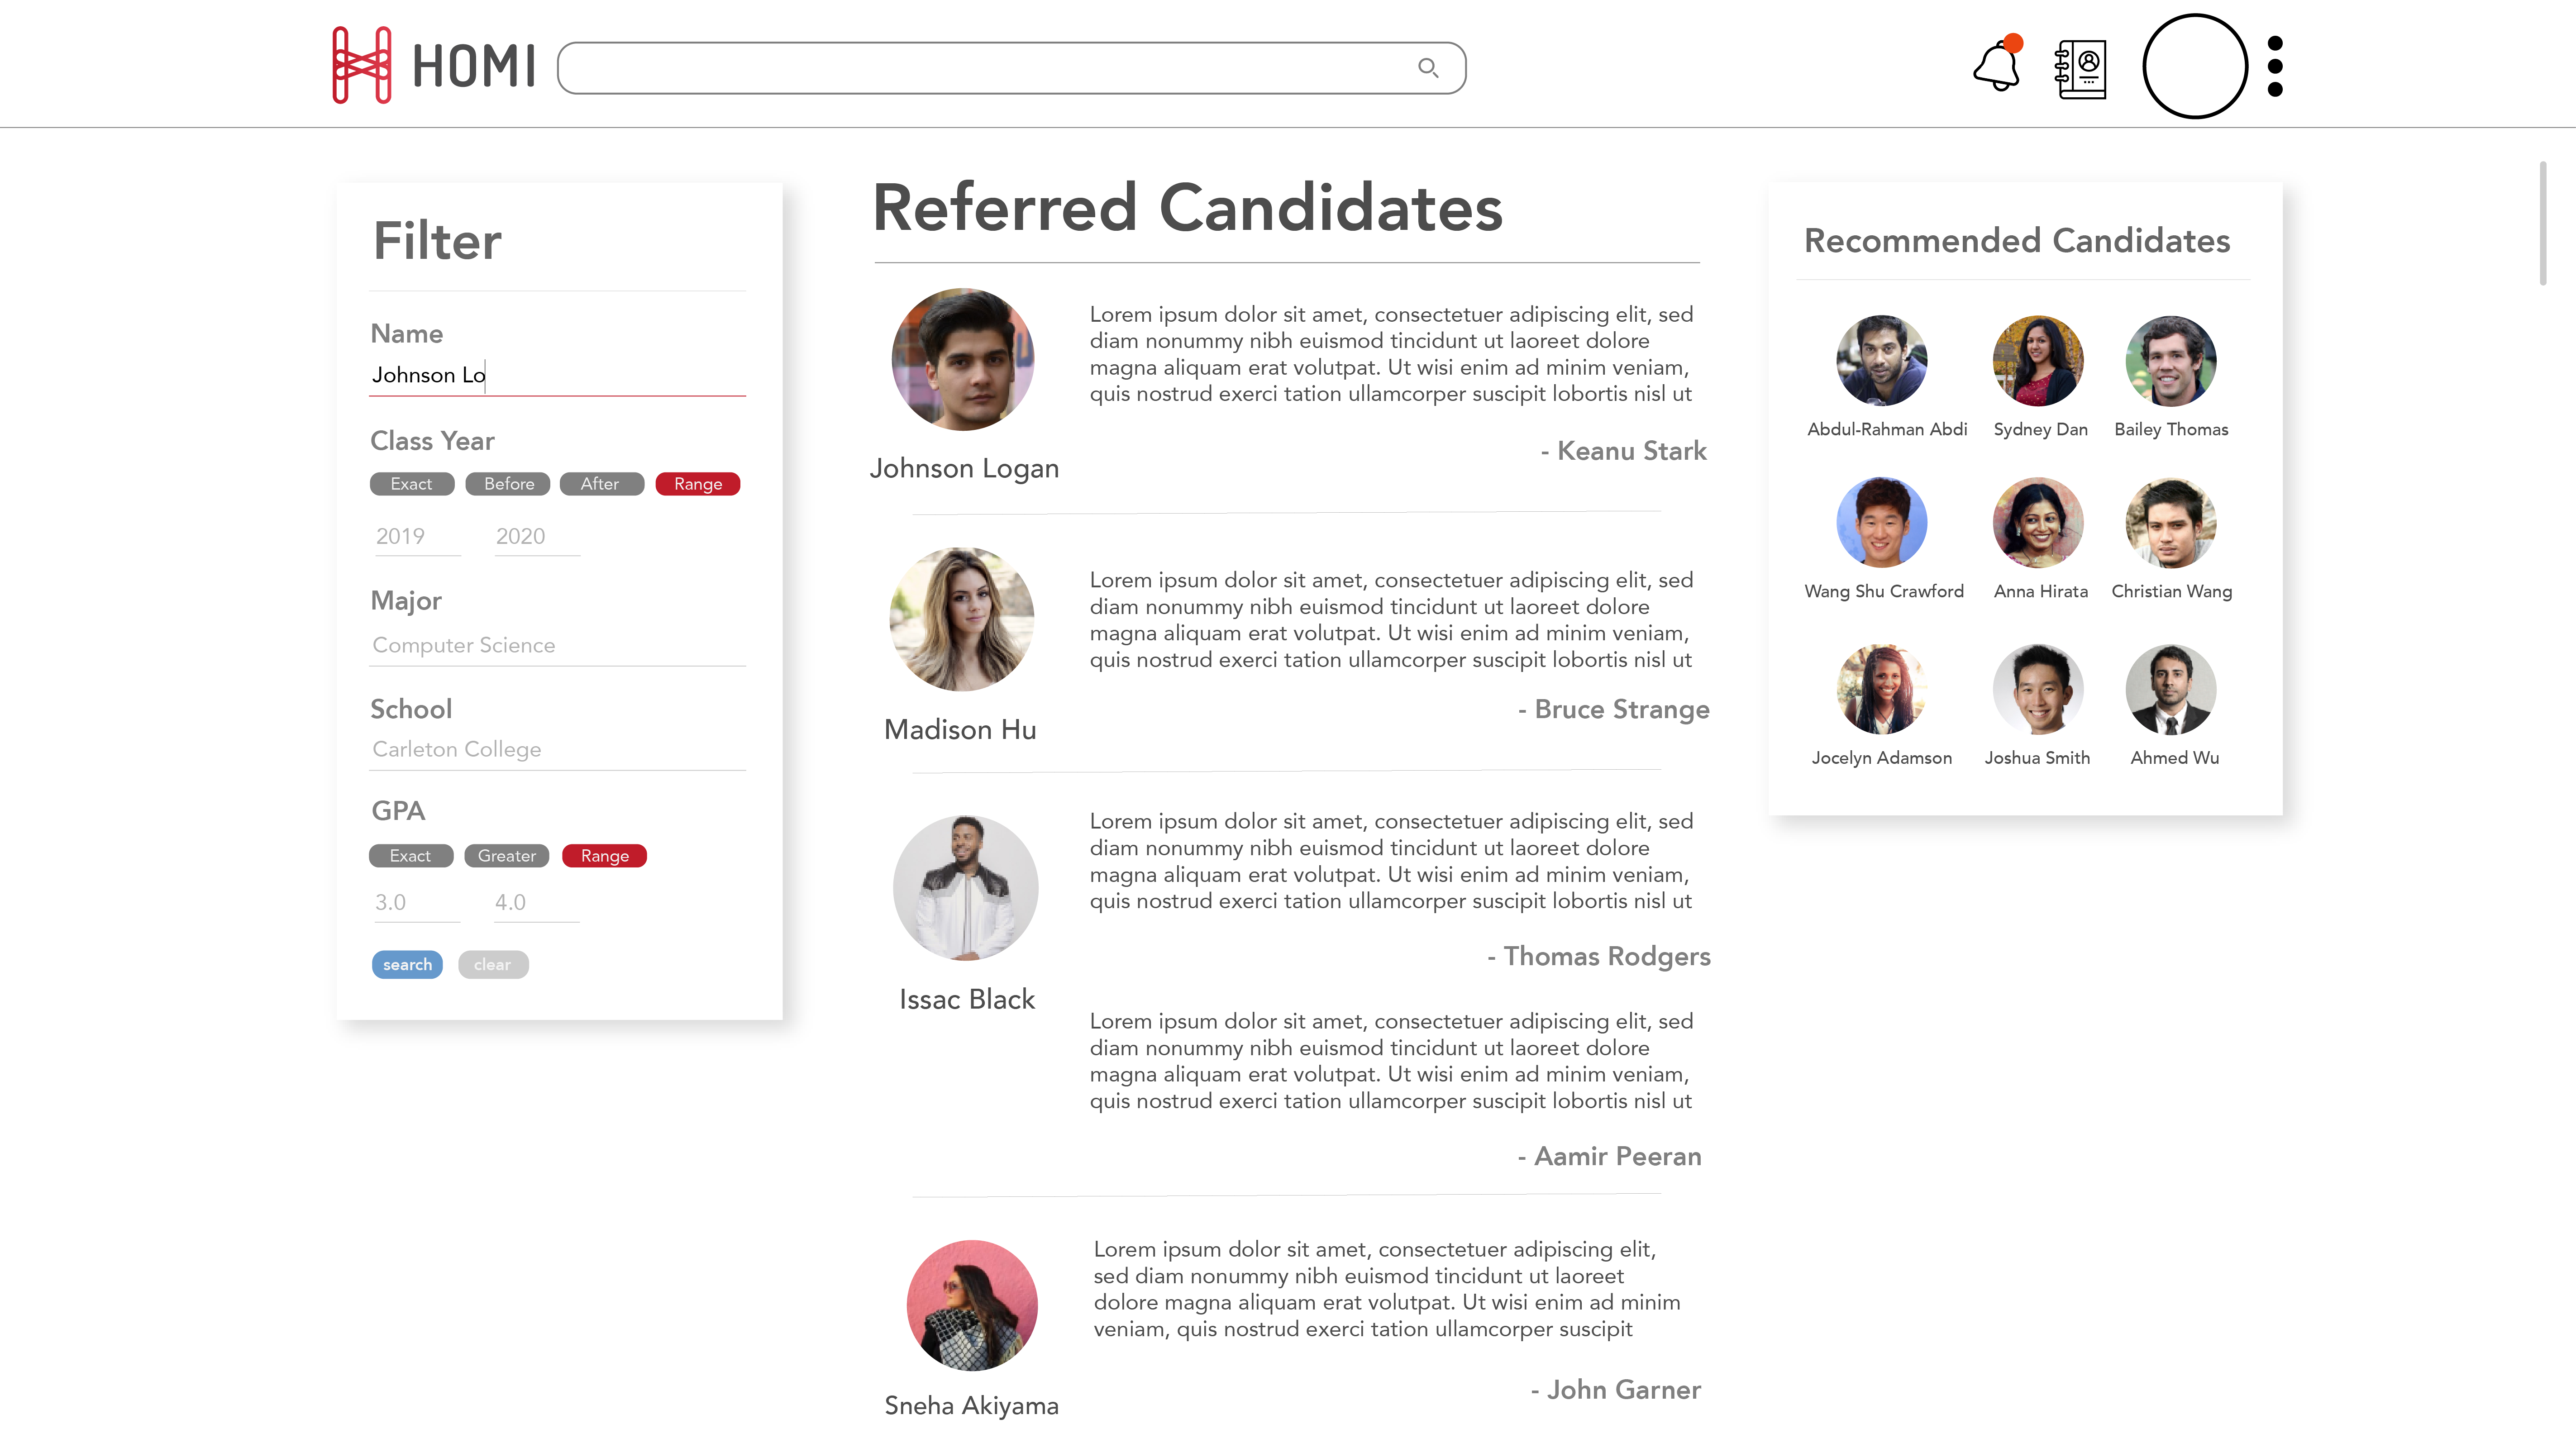 HOMI
Filter
Name
Johnson Lo
Class Year
Exact Before After Range
2019 2020
Major
Computer Science
School
Carleton College
GPA
Exact Greater Range
3.0 4.0
search clear
Referred Candidates
Lorem ipsum dolor sit amet, consectetuer adipiscing elit, sed
diam nonummy nibh euismod tincidunt ut laoreet dolore
magna aliquam erat volutpat. Ut wisi enim ad minim veniam,
quis nostrud exerci tation ullamcorper suscipit lobortis nisl ut
- Keanu Stark
Johnson Logan
Lorem ipsum dolor sit amet, consectetuer adipiscing elit, sed
diam nonummy nibh euismod tincidunt ut laoreet dolore
magna aliquam erat volutpat. Ut wisi enim ad minim veniam,
quis nostrud exerci tation ullamcorper suscipit lobortis nisl ut
- Bruce Strange
Madison Hu
Lorem ipsum dolor sit amet, consectetuer adipiscing elit, sed
diam nonummy nibh euismod tincidunt ut laoreet dolore
magna aliquam erat volutpat. Ut wisi enim ad minim veniam,
quis nostrud exerci tation ullamcorper suscipit lobortis nisl ut
- Thomas Rodgers
Issac Black
Lorem ipsum dolor sit amet, consectetuer adipiscing elit, sed
diam nonummy nibh euismod tincidunt ut laoreet dolore
magna aliquam erat volutpat. Ut wisi enim ad minim veniam,
quis nostrud exerci tation ullamcorper suscipit lobortis nisl ut
- Aamir Peeran
Lorem ipsum dolor sit amet, consectetuer adipiscing elit,
sed diam nonummy nibh euismod tincidunt ut laoreet
dolore magna aliquam erat volutpat. Ut wisi enim ad minim
veniam, quis nostrud exerci tation ullamcorper suscipit
- John Garner
Sneha Akiyama
Recommended Candidates
Abdul-Rahman Abdi Sydney Dan Bailey Thomas
Wang Shu Crawford Anna Hirata Christian Wang
Jocelyn Adamson Joshua Smith Ahmed Wu